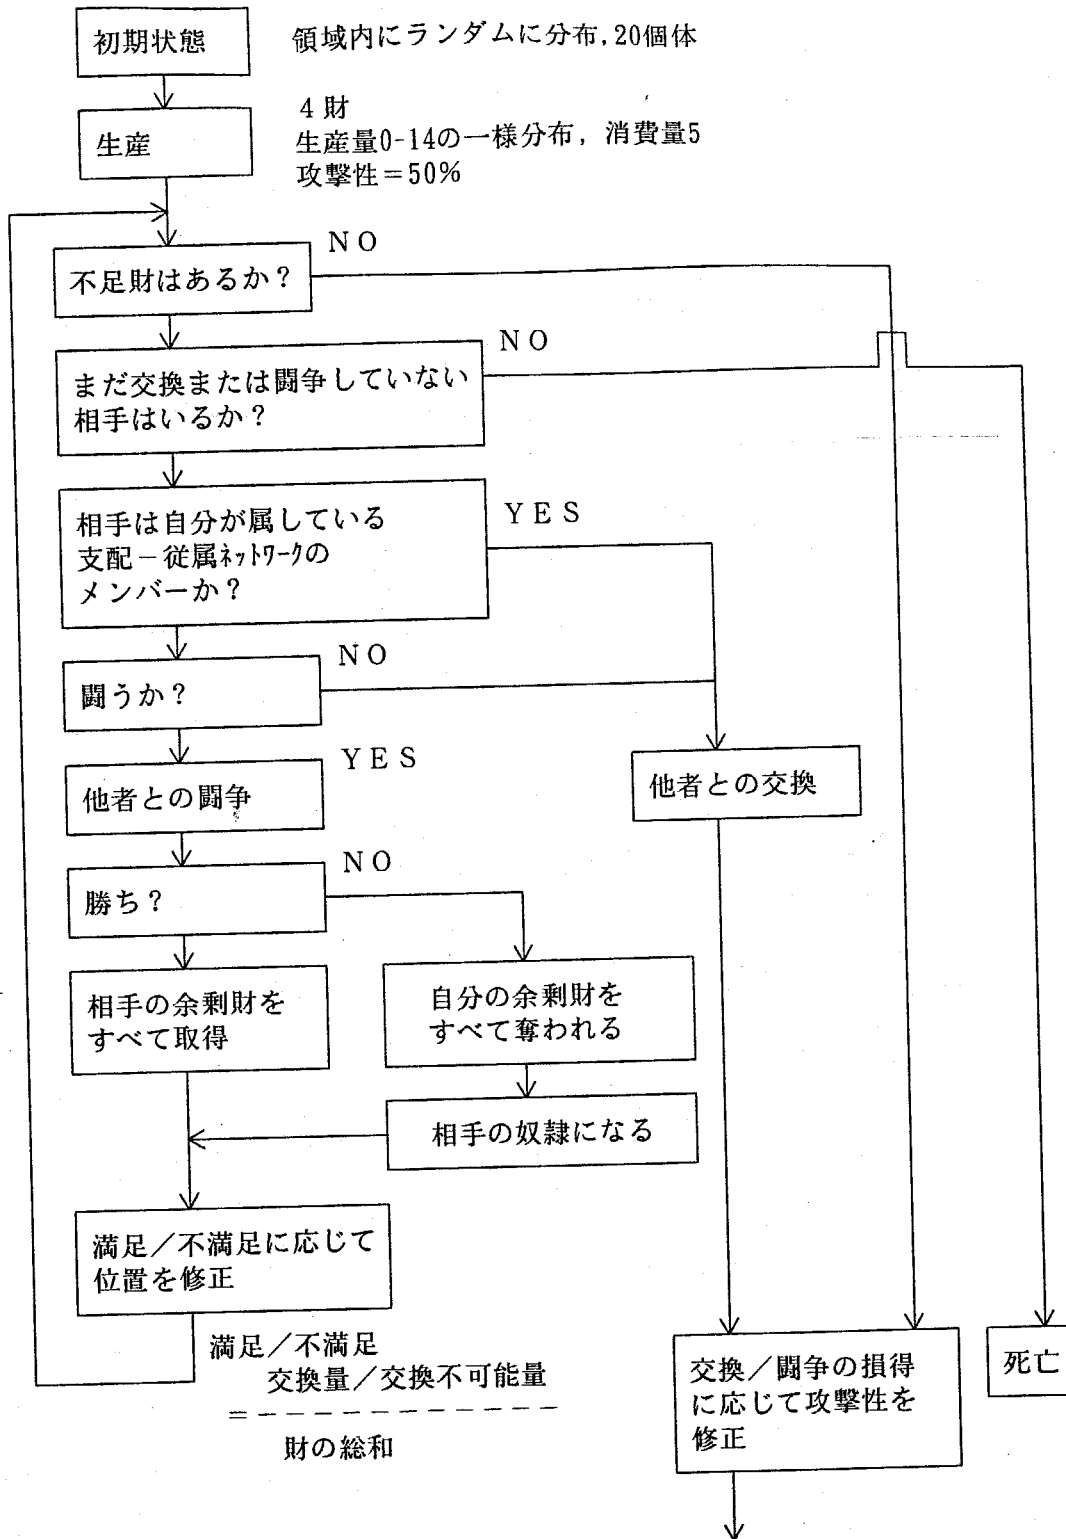 初期状態
領域内にランダムに分布,20個体
生産
4財
生産量0-14の一様分布,消費量5
攻撃性=50%
NO
不足財はあるか?
NO
まだ交換または闘争していない
相手はいるか?
YES
相手は自分が属している
支配-従属ネットワークの
メンバーか?
NO
闘うか?
YES
他者との闘争
他者との交換
NO
勝ち?
相手の余剰財を
すべて取得
自分の余剰財を
すべて奪われる
相手の奴隷になる
満足/不満足に応じて
位置を修正
満足/不満足
交換量/交換不可能量
=
財の総和
交換/闘争の損得
に応じて攻撃性を
修正
死亡